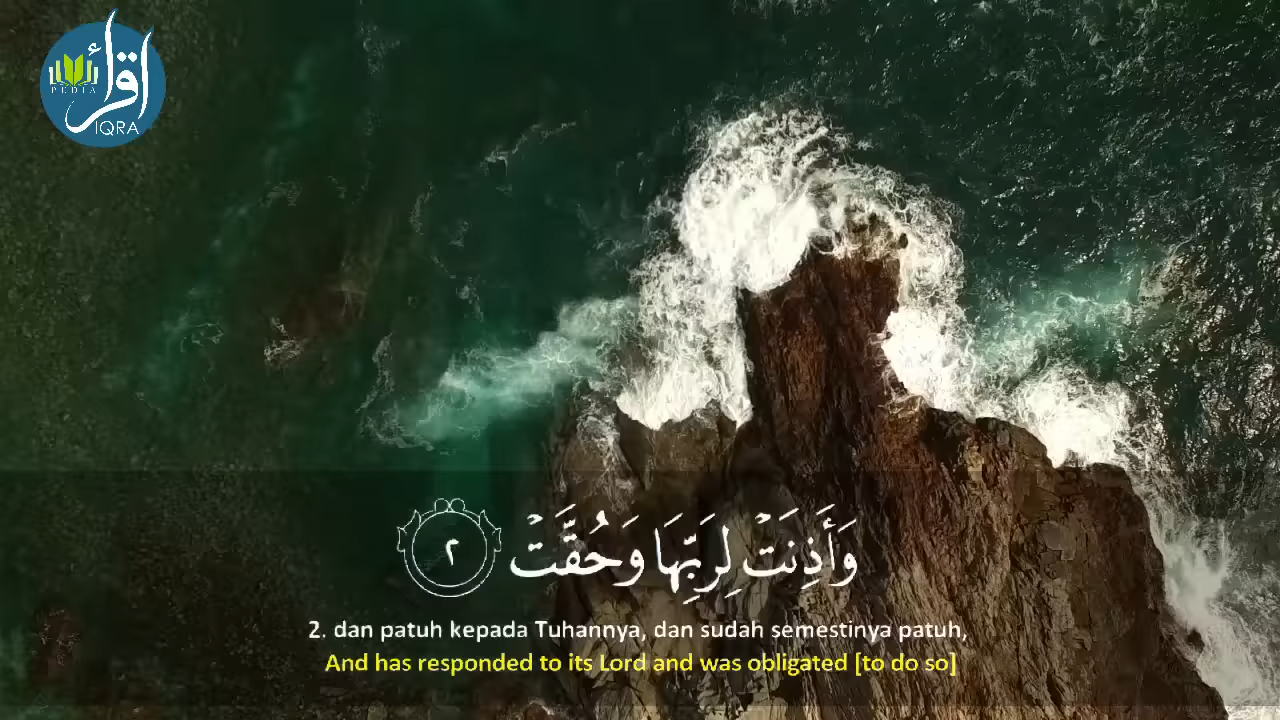 اقرأ
PEDIA
IQRA
وَأَذِنَتْ لِرَبِّهَا وَحُقَّتْ ٢
2. dan patuh kepada Tuhannya, dan sudah semestinya patuh,
And has responded to its Lord and was obligated [to do so]